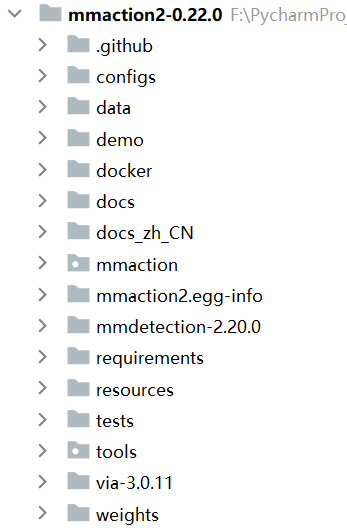 mmaction2-0.22.0 F:\PycharmPro
.github
configs
data
demo
docker
docs
docs_zh_CN
mmaction
mmaction2.egg-info
mmdetection-2.20.0
requirements
resources
tests
tools
via-3.0.11
weights